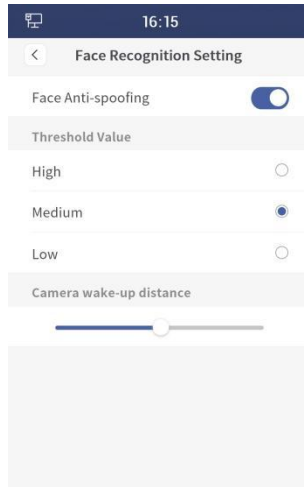 16:15
Face Recognition Setting
Face Anti-spoofing
Threshold Value
High
Medium
Low
Camera wake-up distance